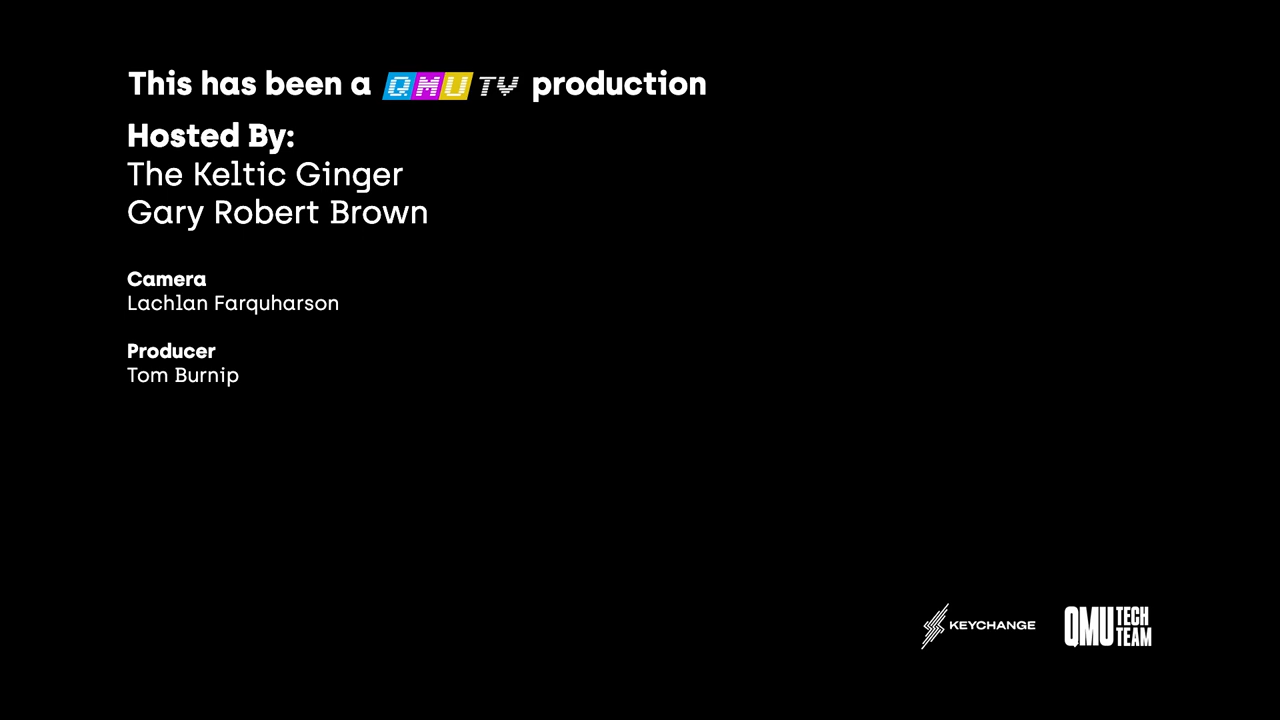 This has been a QMU TV production
Hosted By:
The Keltic Ginger
Gary Robert Brown
Camera
Lachlan Farquharson
Producer
Tom Burnip
KEYCHANGE
QMU TECH TEAM